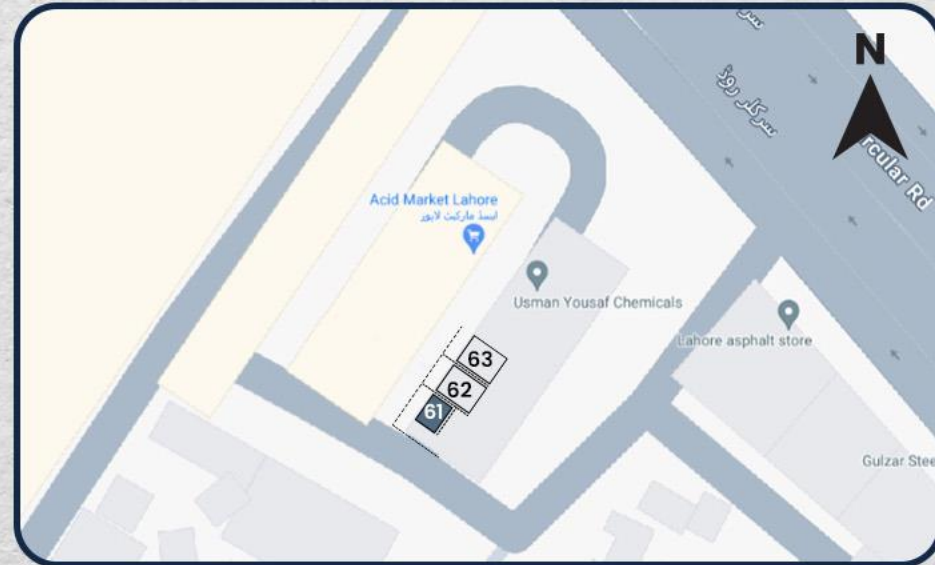 N
سرکلر روڈ
rcular Rd
Acid Market Lahore
ایسڈ مارکیٹ لاہور
Usman Yousaf Chemicals
Lahore asphalt store
63
62
61
Gulzar Stee